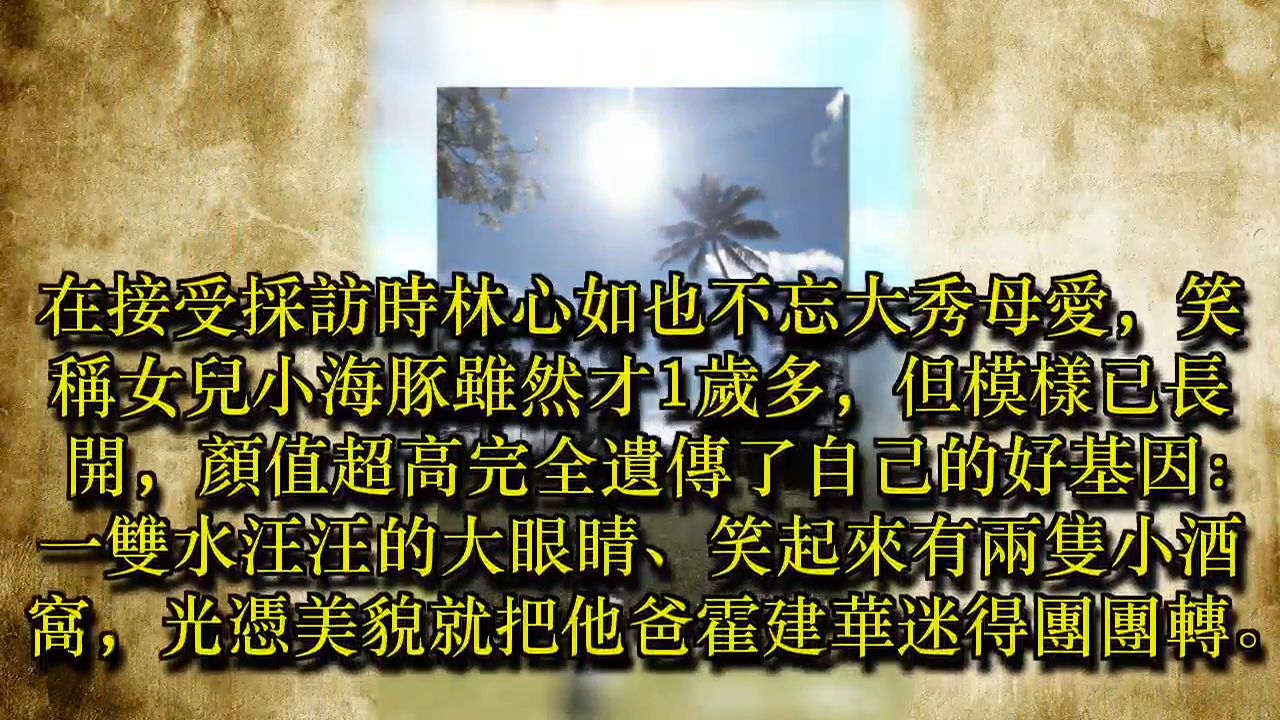 在接受採訪時林心如也不忘大秀母愛，笑
稱女兒小海豚雖然才1歲多，但模樣已長
開，顏值超高完全遺傳了自己的好基因：
一雙水汪汪的大眼睛、笑起來有兩隻小酒
窩，光憑美貌就把他爸霍建華迷得團團轉。